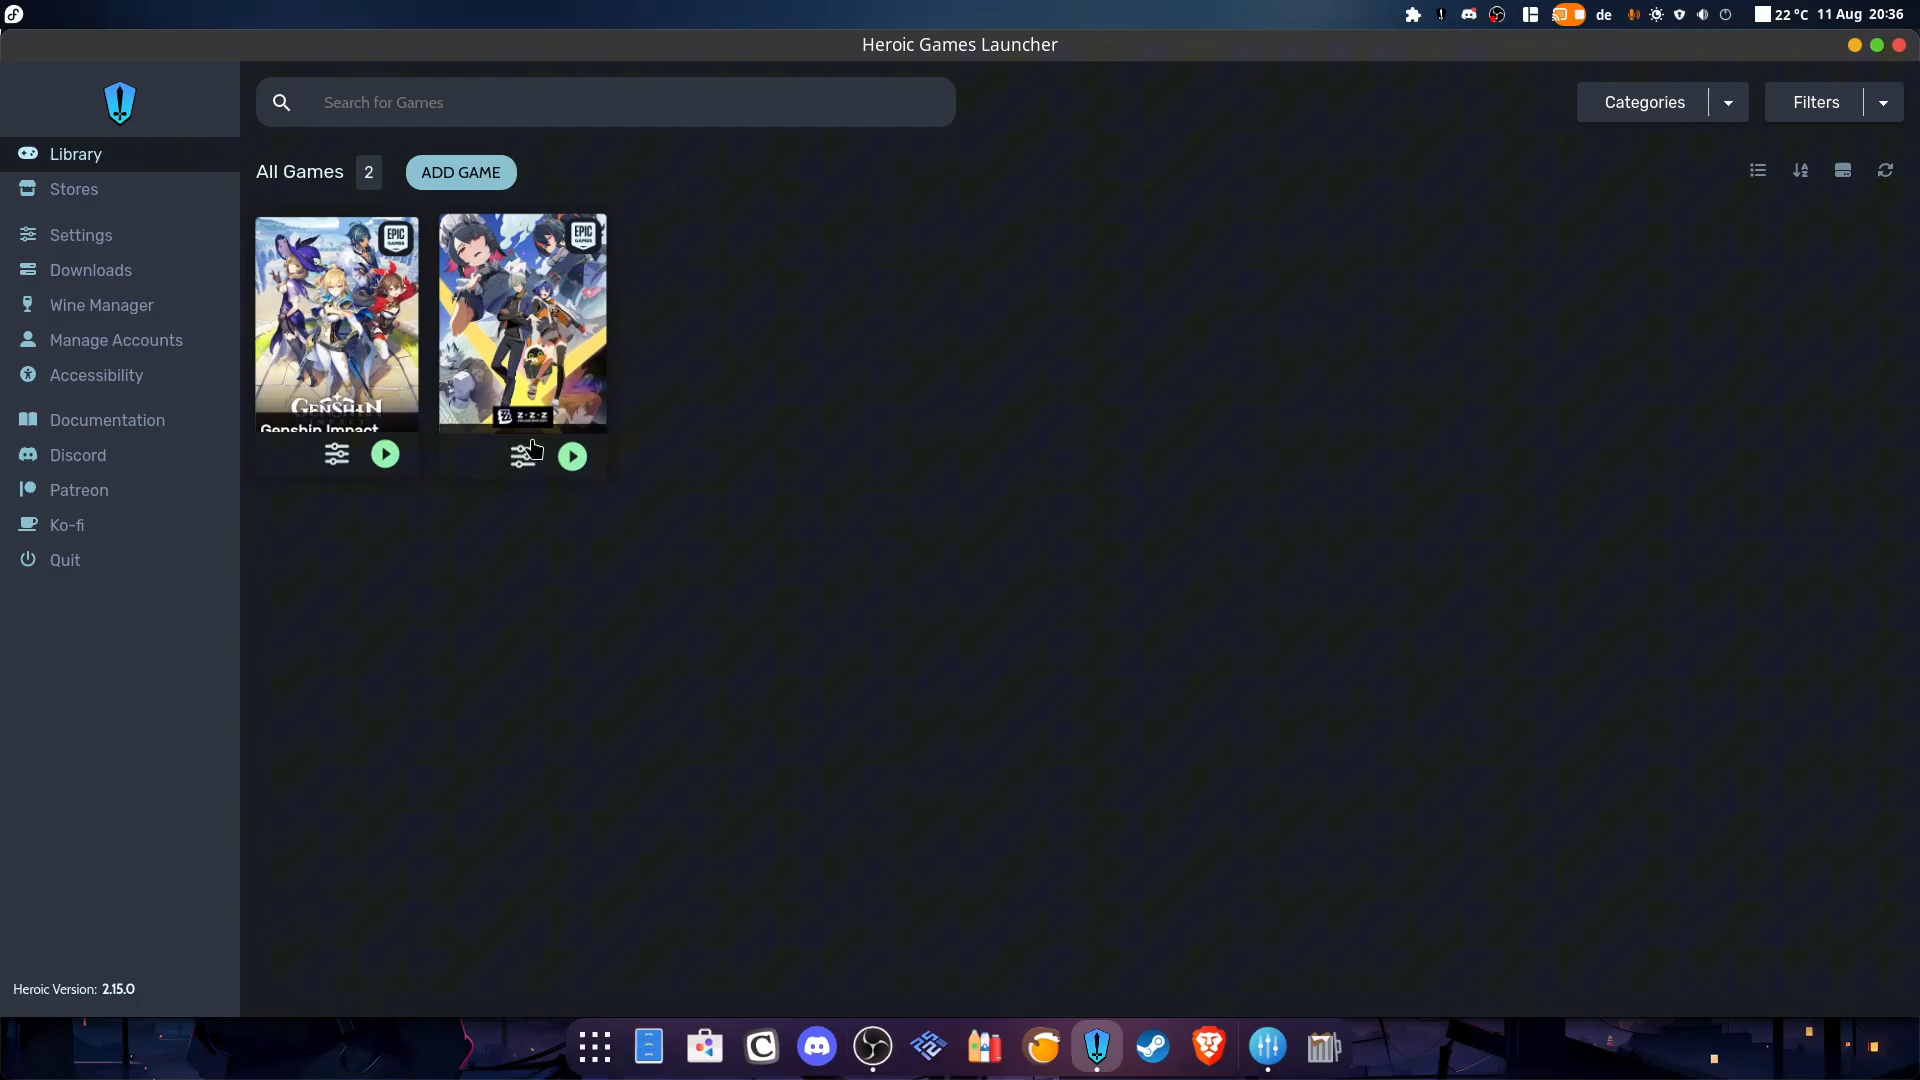 de
22 °C
11 Aug 20:36
Heroic Games Launcher
Search for Games
Categories
Filters
Library
Stores
Settings
Downloads
Wine Manager
Manage Accounts
Accessibility
Documentation
Discord
Patreon
Ko-fi
Quit
All Games 2
ADD GAME
EPIC
GAMES
GENSHIN
Genshin Impact
EPIC
GAMES
Z·Z·Z
Heroic Version: 2.15.0